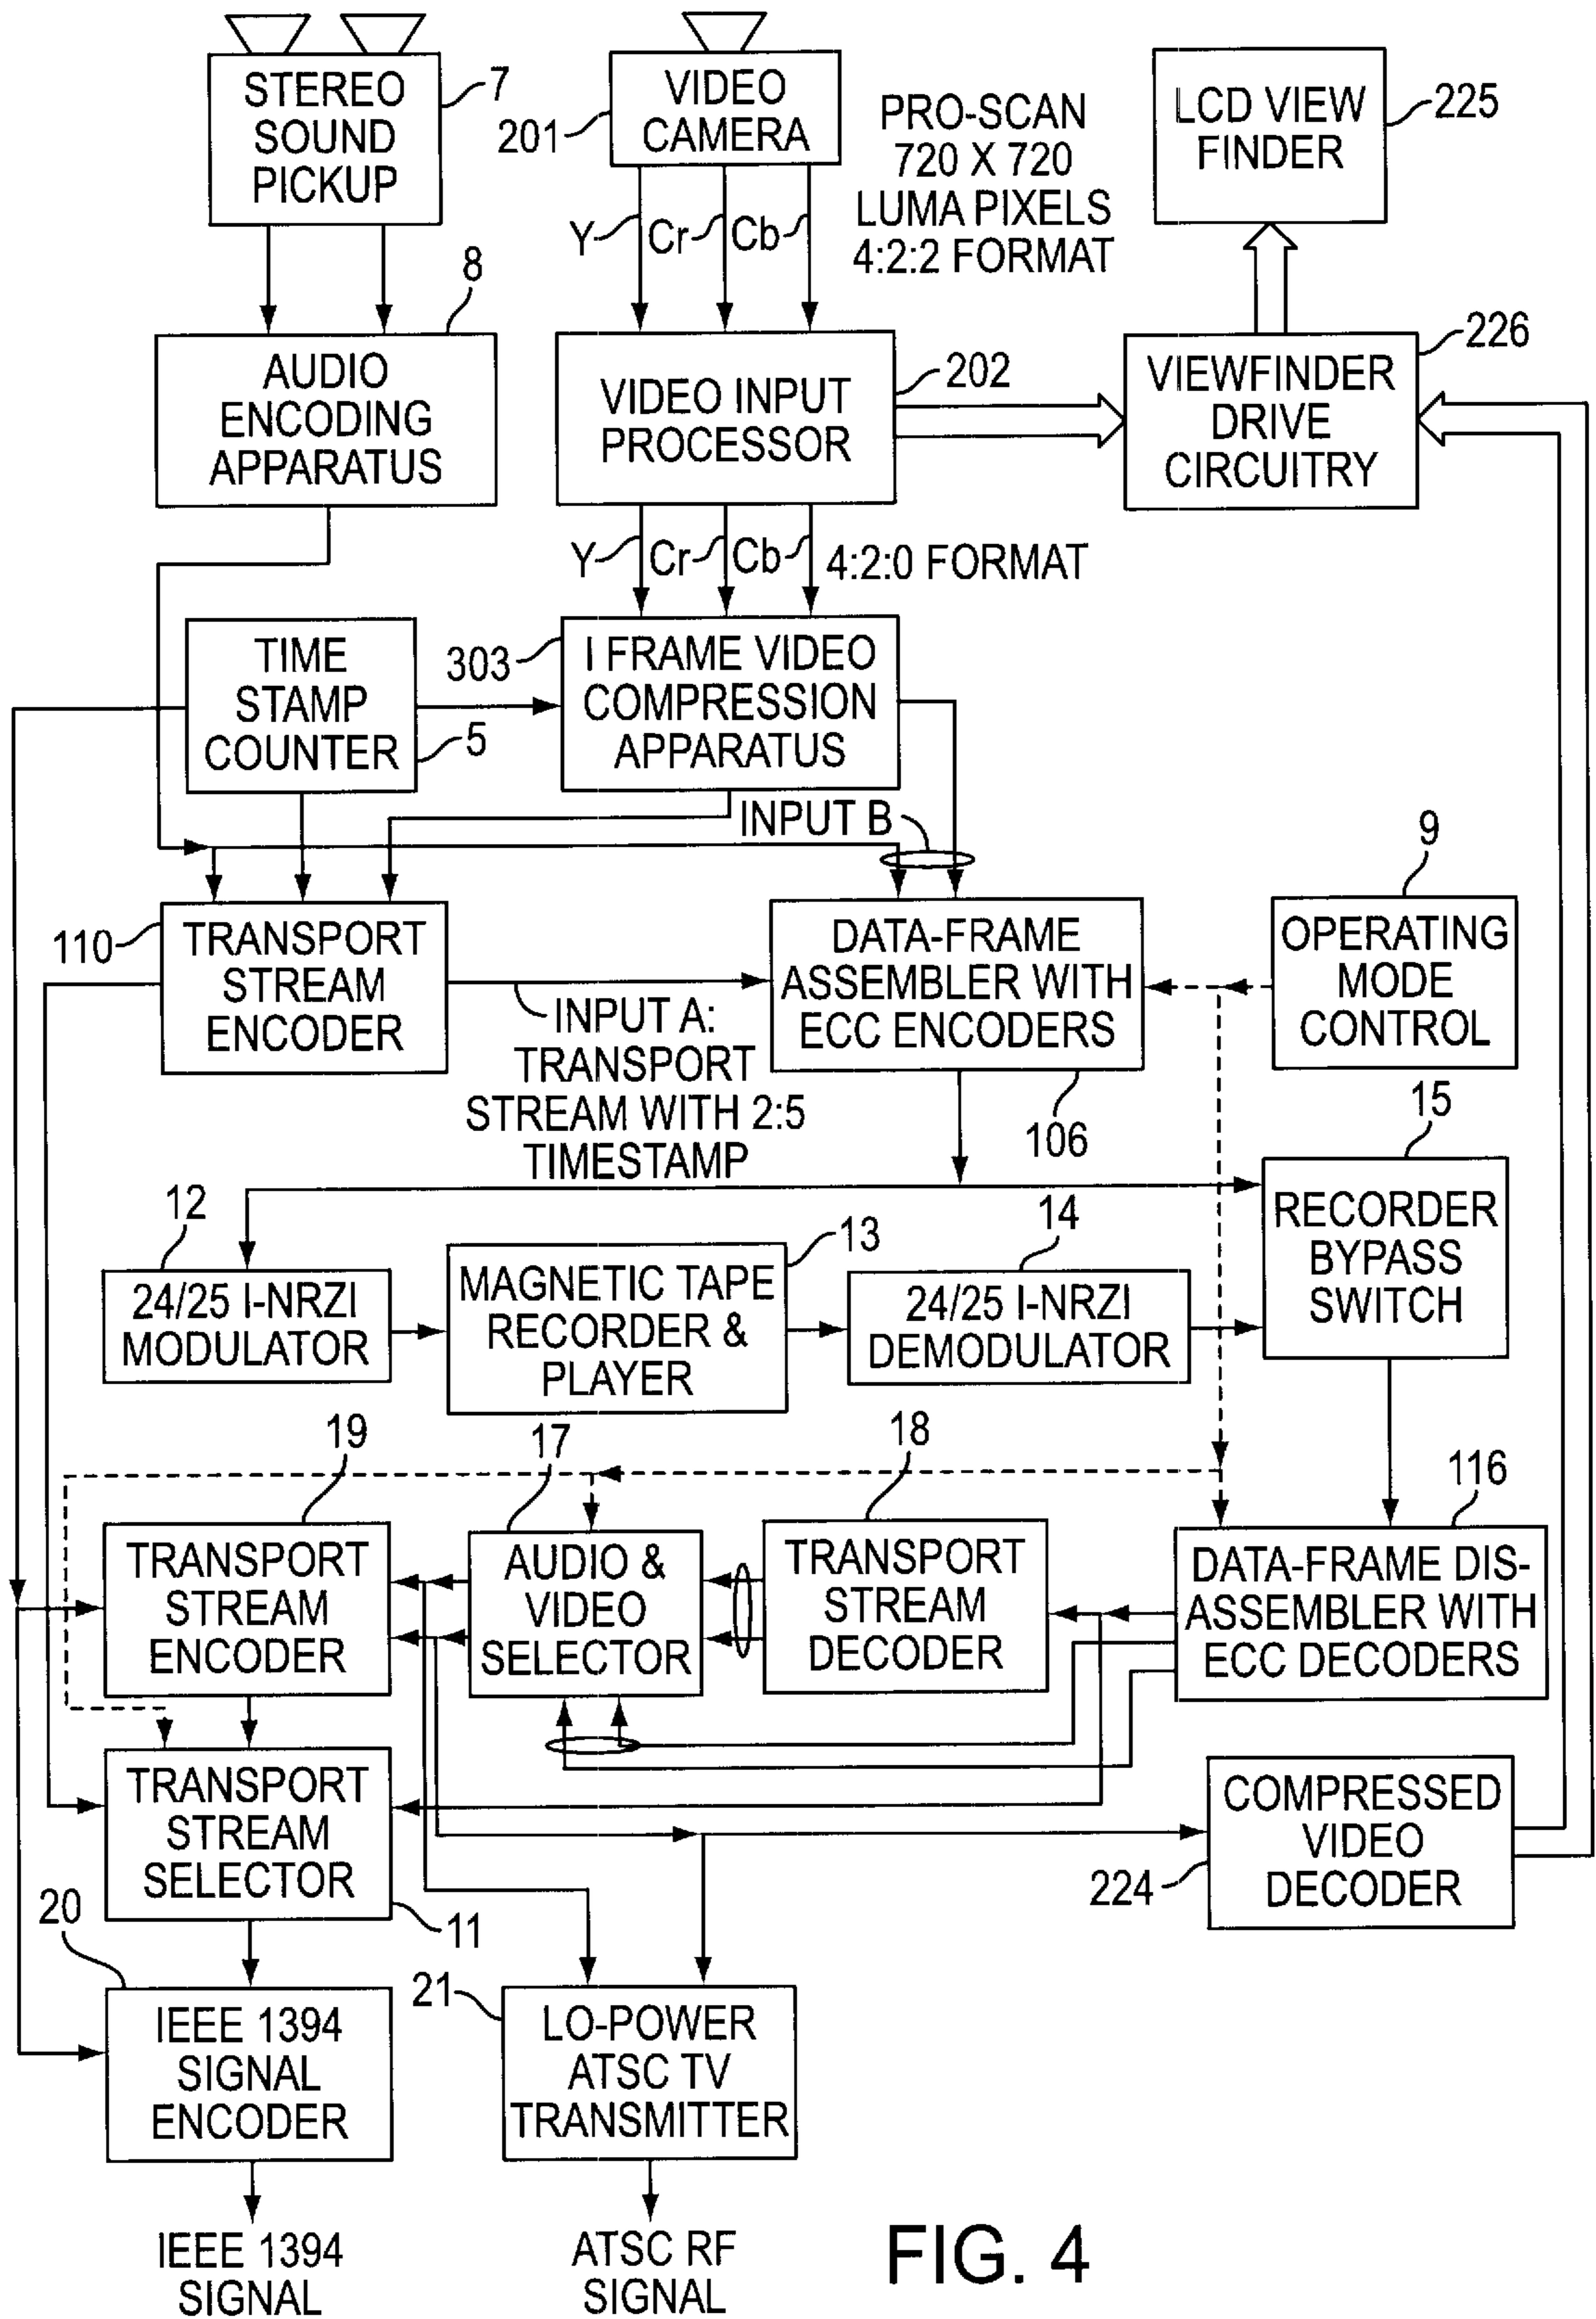 STEREO
SOUND
PICKUP
7
VIDEO
CAMERA
201
PRO-SCAN
720 X 720
LUMA PIXELS
4:2:2 FORMAT
LCD VIEW
FINDER
225
Y
Cr
Cb
8
AUDIO
ENCODING
APPARATUS
VIDEO INPUT
PROCESSOR
202
VIEWFINDER
DRIVE
CIRCUITRY
226
Y
Cr
Cb
4:2:0 FORMAT
TIME
STAMP
COUNTER
5
303
I FRAME VIDEO
COMPRESSION
APPARATUS
INPUT B
9
110
TRANSPORT
STREAM
ENCODER
INPUT A:
TRANSPORT
STREAM WITH 2:5
TIMESTAMP
DATA-FRAME
ASSEMBLER WITH
ECC ENCODERS
106
OPERATING
MODE
CONTROL
15
RECORDER
BYPASS
SWITCH
12
24/25 I-NRZI
MODULATOR
13
MAGNETIC TAPE
RECORDER &
PLAYER
14
24/25 I-NRZI
DEMODULATOR
19
TRANSPORT
STREAM
ENCODER
17
AUDIO &
VIDEO
SELECTOR
18
TRANSPORT
STREAM
DECODER
116
DATA-FRAME DIS-
ASSEMBLER WITH
ECC DECODERS
TRANSPORT
STREAM
SELECTOR
11
COMPRESSED
VIDEO
DECODER
224
20
IEEE 1394
SIGNAL
ENCODER
21
LO-POWER
ATSC TV
TRANSMITTER
IEEE 1394
SIGNAL
ATSC RF
SIGNAL
FIG. 4